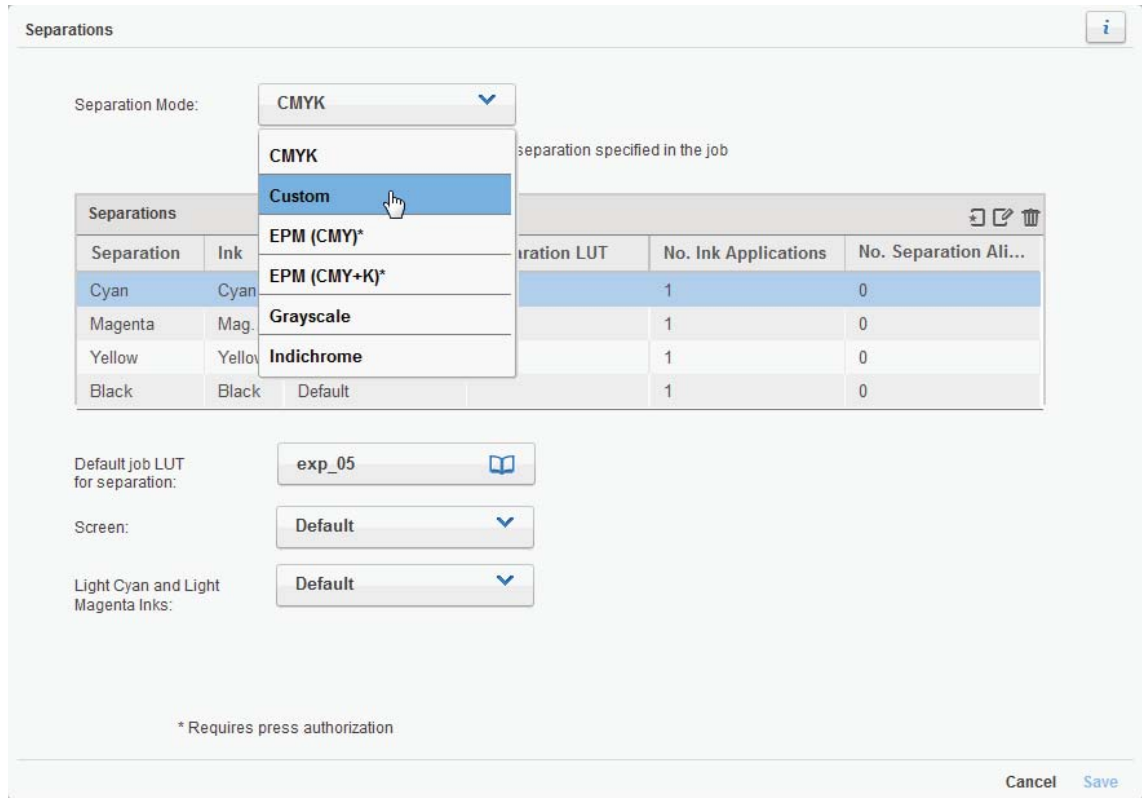 Separations
i
Separation Mode: CMYK
CMYK
separation specified in the job
Custom
Separations
EPM (CMY)*
Separation Ink No. Ink Applications No. Separation Ali...
LUT
EPM (CMY+K)*
Cyan Cyan 1 0
Grayscale
Magenta Mag. 1 0
Yellow 1 0
Indichrome
Black Black Default 1 0
Default job LUT
for separation:
exp_05
Screen: Default
Light Cyan and Light
Magenta Inks:
Default
* Requires press authorization
Cancel Save